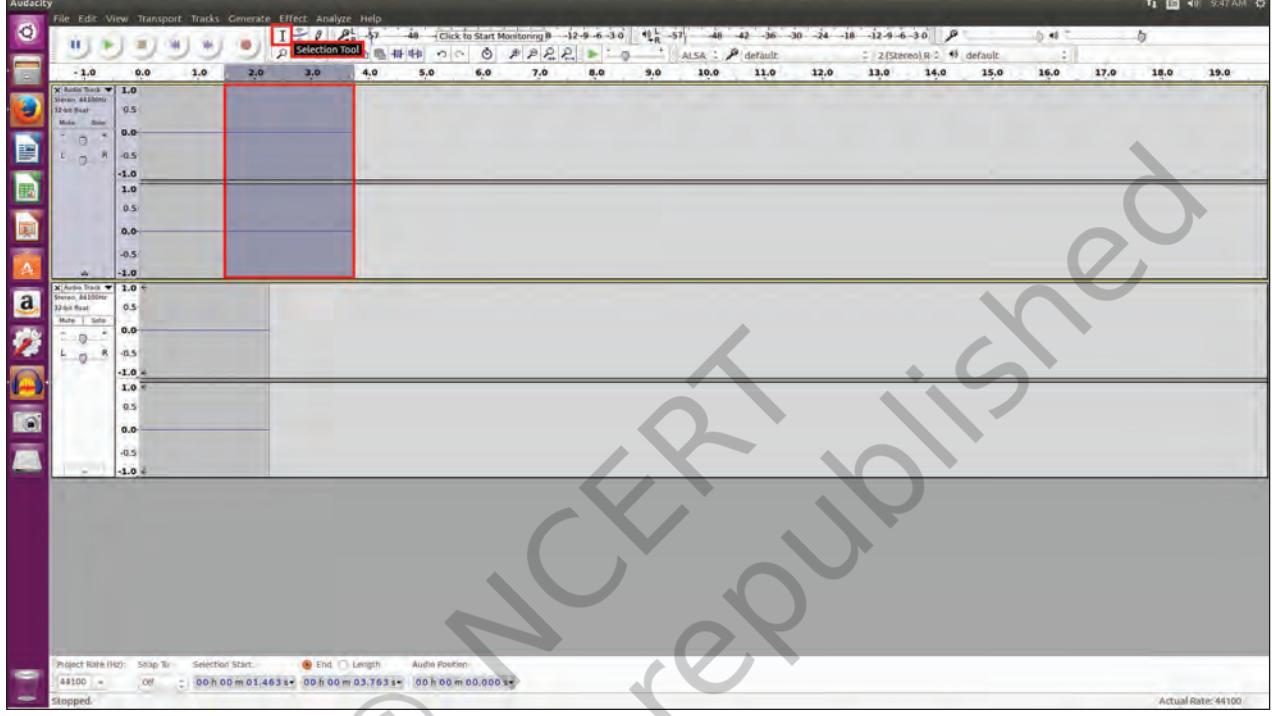 Audacity
9:47 AM
File Edit View Transport Tracks Generate Effect Analyze Help
-57 -48 Click to Start Monitoring -12 -9 -6 -3 0 -57 -48 -42 -36 -30 -24 -18 -12 -9 -6 -3 0
Selection Tool
ALSA default 2 (Stereo) R default
- 1.0 0.0 1.0 2.0 3.0 4.0 5.0 6.0 7.0 8.0 9.0 10.0 11.0 12.0 13.0 14.0 15.0 16.0 17.0 18.0 19.0
X Audio Track 1.0
Stereo, 44100Hz
32-bit float 0.5
Mute Solo
- + 0.0
L R -0.5
-1.0
1.0
0.5
0.0
-0.5
-1.0
X Audio Track 1.0
Stereo, 44100Hz
32-bit float 0.5
Mute Solo
- + 0.0
L R -0.5
-1.0
1.0
0.5
0.0
-0.5
-1.0
Project Rate (Hz): Snap To Selection Start: End Length Audio Position
44100 Off 00 h 00 m 01.463 s 00 h 00 m 03.763 s 00 h 00 m 00.000 s
Stopped. Actual Rate: 44100
© NCERT
republished